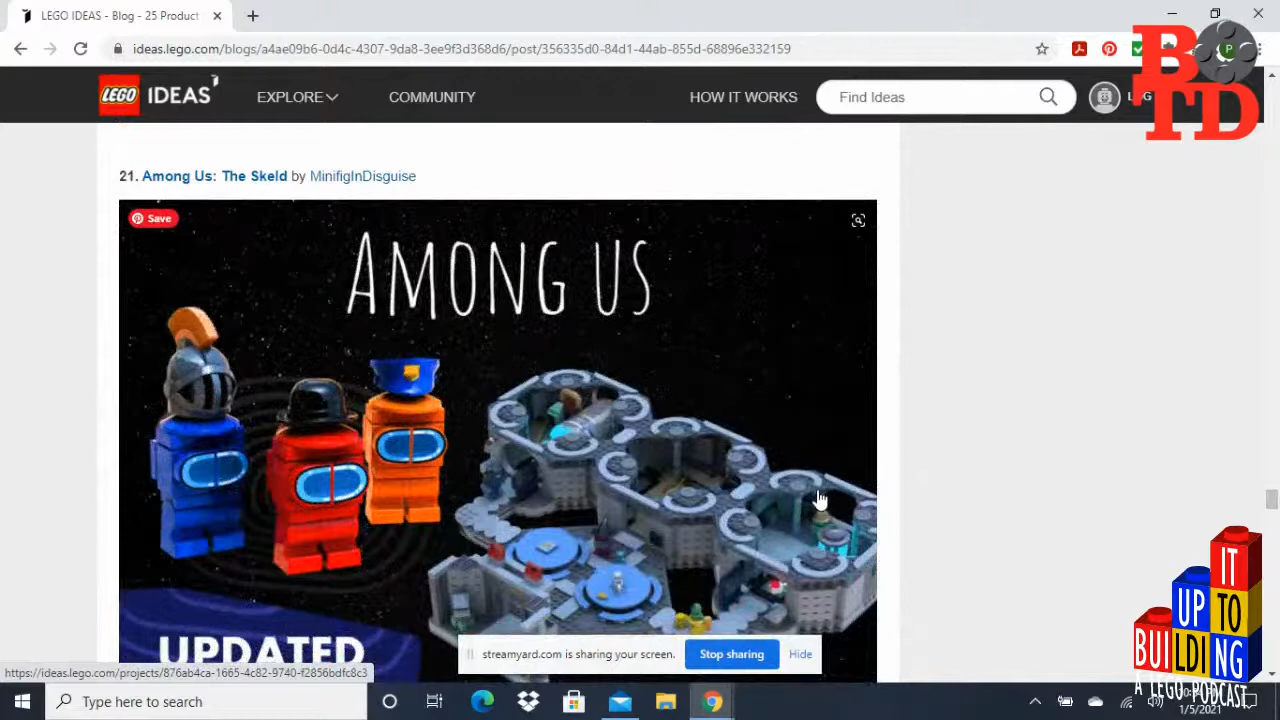 LEGO IDEAS - Blog - 25 Product
ideas.lego.com/blogs/a4ae09b6-0d4c-4307-9da8-3ee9f3d368d6/post/356335d0-84d1-44ab-855d-68896e332159
P
B
TD
LEGO IDEAS
EXPLORE
COMMUNITY
HOW IT WORKS
Find Ideas
21. Among Us: The Skeld by MinifigInDisguise
Save
AMONG US
UPDATED
IT
UP TO
BUILDING
A LEGO PODCAST
streamyard.com is sharing your screen.
Stop sharing
Hide
https://ideas.lego.com/projects/876ab4ca-1665-4c82-9740-f2856bdfc8c3
Type here to search
1/5/2021